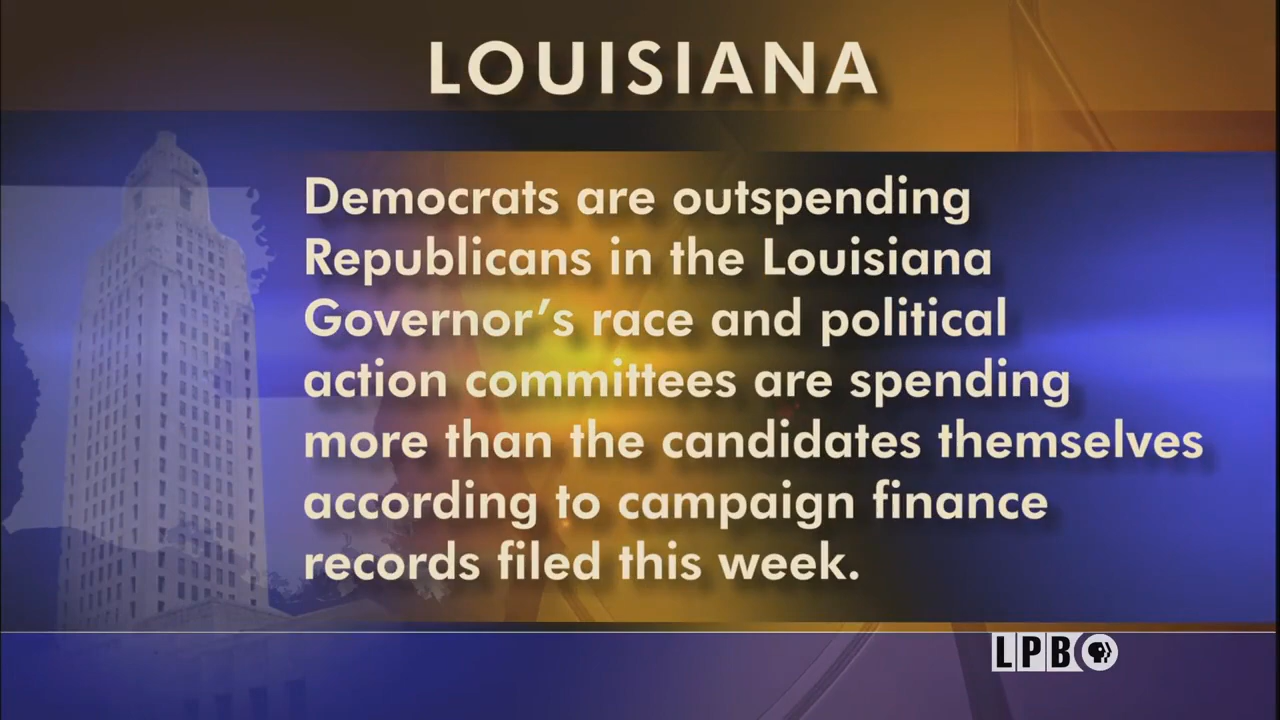 LOUISIANA
Democrats are outspending
Republicans in the Louisiana
Governor's race and political
action committees are spending
more than the candidates themselves
according to campaign finance
records filed this week.
LPB